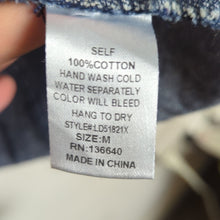 SELF
100%COTTON
HAND WASH COLD
WATER SEPARATELY
COLOR WILL BLEED
HANG TO DRY
STYLE#:LD51821X
SIZE:M
RN:136640
MADE IN CHINA